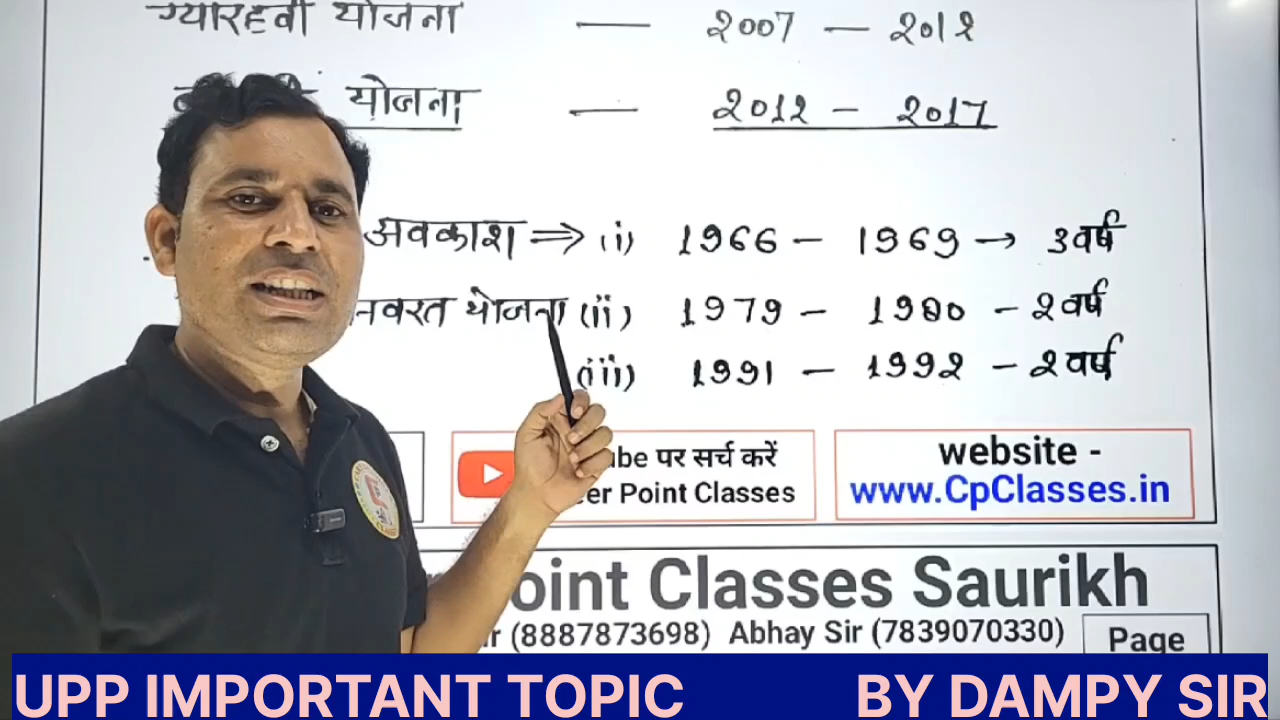 ग्यारहवी योजना — 2007 — 2012
योजना — 2012 - 2017
अवकाश ⇒ (i) 1966 - 1969 → 3 वर्ष
नवरत योजना (ii) 1979 - 1980 - 2 वर्ष
(iii) 1991 - 1992 - 2 वर्ष
be पर सर्च करें
er Point Classes
website -
www.CpClasses.in
oint Classes Saurikh
r (8887873698) Abhay Sir (7839070330) Page
UPP IMPORTANT TOPIC BY DAMPY SIR